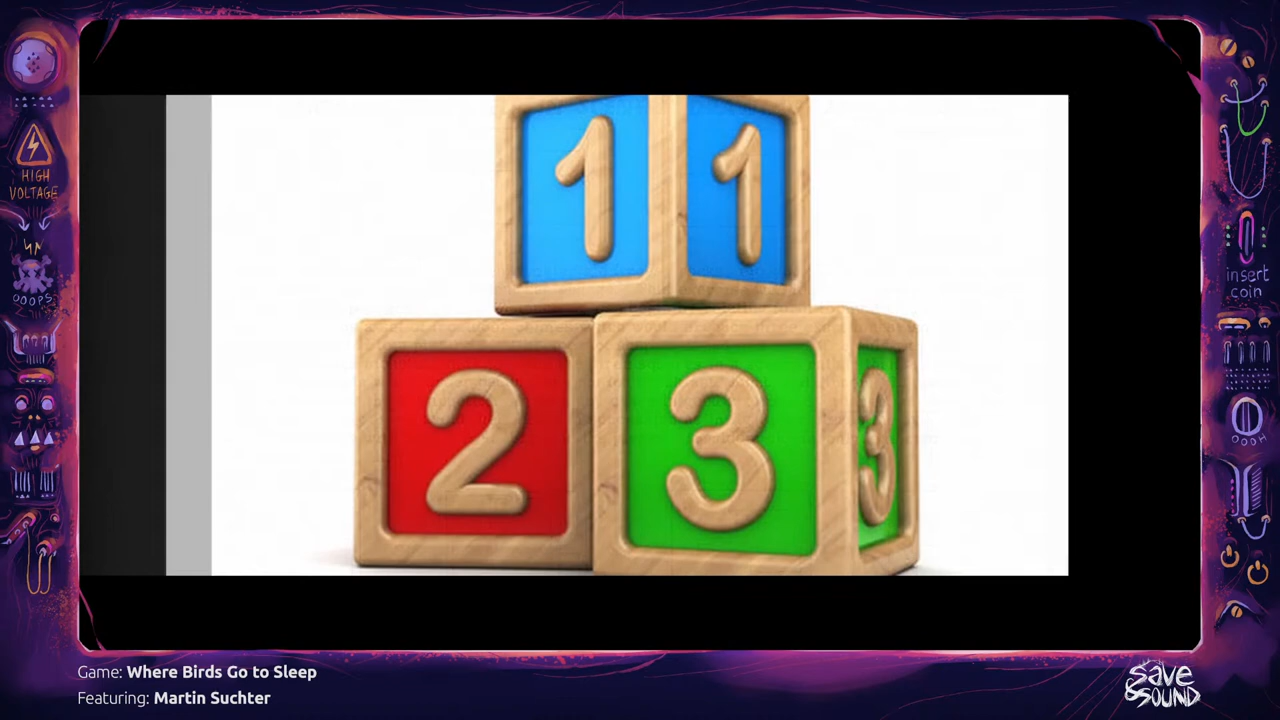 HIGH
VOLTAGE
OOOPS
insert
coin
OOOH
1 1
2 3 3
Game: Where Birds Go to Sleep
Featuring: Martin Suchter
Save
& SOUND